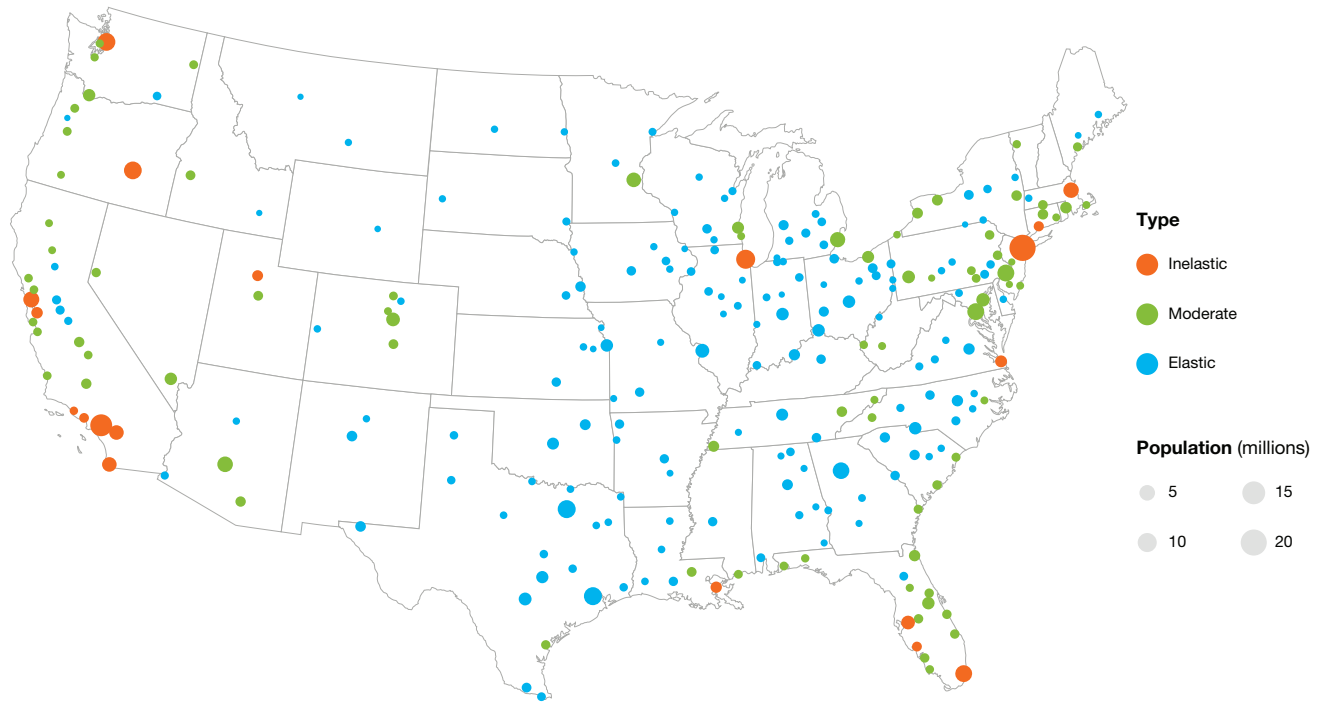 Type
Inelastic
Moderate
Elastic
Population (millions)
5 15
10 20